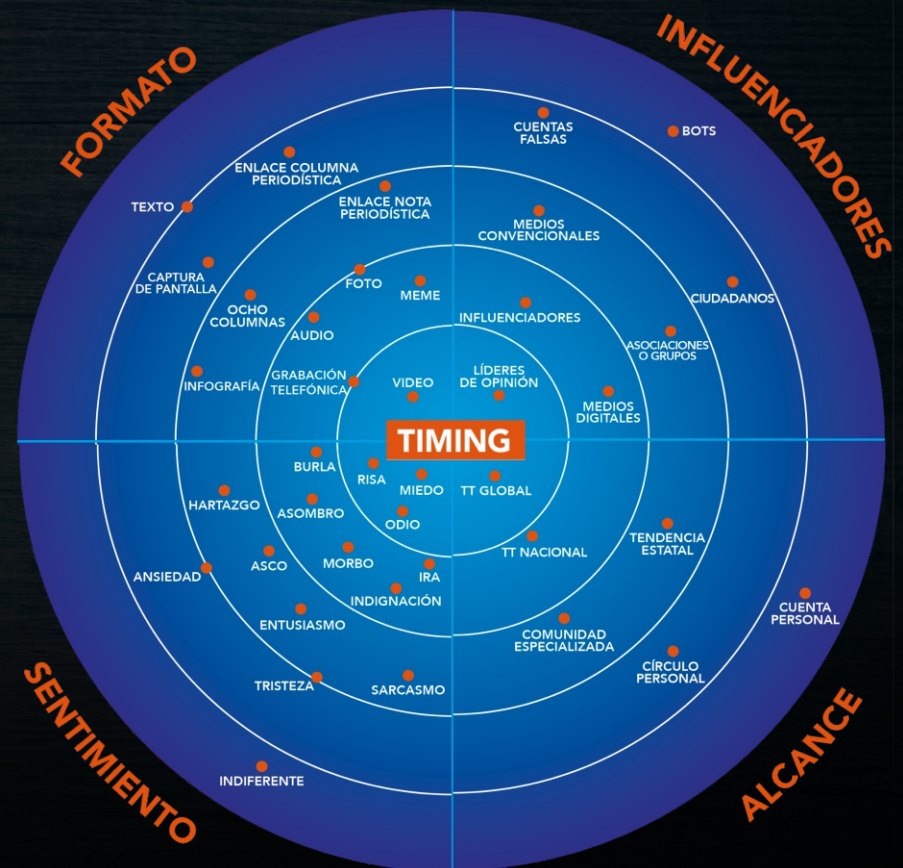 FORMATO
INFLUENCIADORES
ENLACE COLUMNA
PERIODÍSTICA
TEXTO
ENLACE NOTA
PERIODÍSTICA
CAPTURA
DE PANTALLA
OCHO
COLUMNAS
FOTO
MEME
AUDIO
INFOGRAFÍA
GRABACIÓN
TELEFÓNICA
VIDEO
CUENTAS
FALSAS
BOTS
MEDIOS
CONVENCIONALES
CIUDADANOS
INFLUENCIADORES
ASOCIACIONES
O GRUPOS
LÍDERES
DE OPINIÓN
MEDIOS
DIGITALES
TIMING
BURLA
RISA
MIEDO
HARTAZGO
ASOMBRO
ODIO
ANSIEDAD
ASCO
MORBO
IRA
INDIGNACIÓN
ENTUSIASMO
TRISTEZA
SARCASMO
INDIFERENTE
TT GLOBAL
TT NACIONAL
TENDENCIA
ESTATAL
CUENTA
PERSONAL
COMUNIDAD
ESPECIALIZADA
CÍRCULO
PERSONAL
SENTIMIENTO
ALCANCE